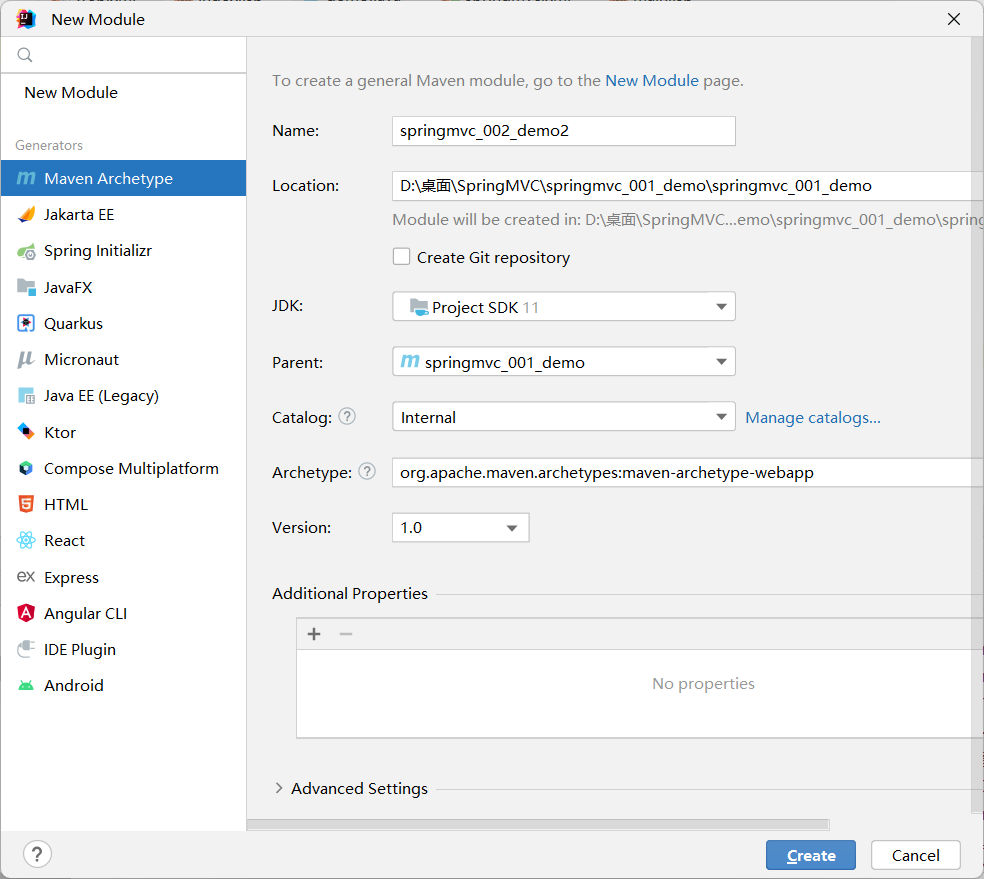 New Module
New Module
Generators
Maven Archetype
Jakarta EE
Spring Initializr
JavaFX
Quarkus
Micronaut
Java EE (Legacy)
Ktor
Compose Multiplatform
HTML
React
Express
Angular CLI
IDE Plugin
Android
To create a general Maven module, go to the New Module page.
Name: springmvc_002_demo2
Location: D:\桌面\SpringMVC\springmvc_001_demo\springmvc_001_demo
Module will be created in: D:\桌面\SpringMVC...emo\springmvc_001_demo\spring
Create Git repository
JDK: Project SDK 11
Parent: springmvc_001_demo
Catalog: ? Internal Manage catalogs...
Archetype: ? org.apache.maven.archetypes:maven-archetype-webapp
Version: 1.0
Additional Properties
No properties
Advanced Settings
? Create Cancel